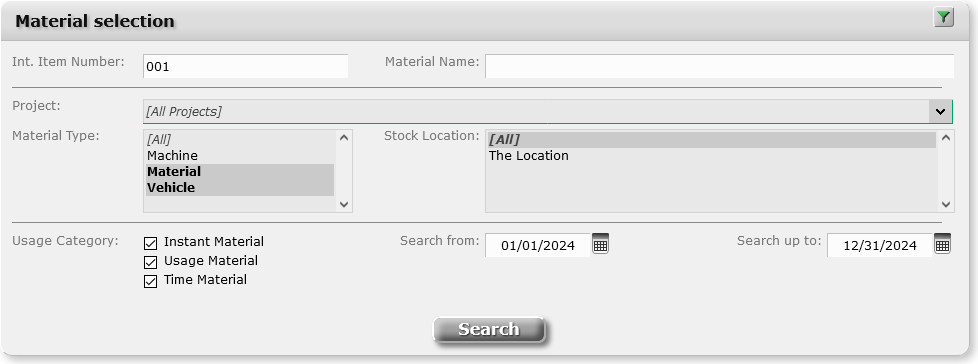 Material selection
Int. Item Number: 001 Material Name:
Project: [All Projects]
Material Type: [All] Stock Location: [All]
Machine The Location
Material
Vehicle
Usage Category: Instant Material Search from: 01/01/2024 Search up to: 12/31/2024
Usage Material
Time Material
Search